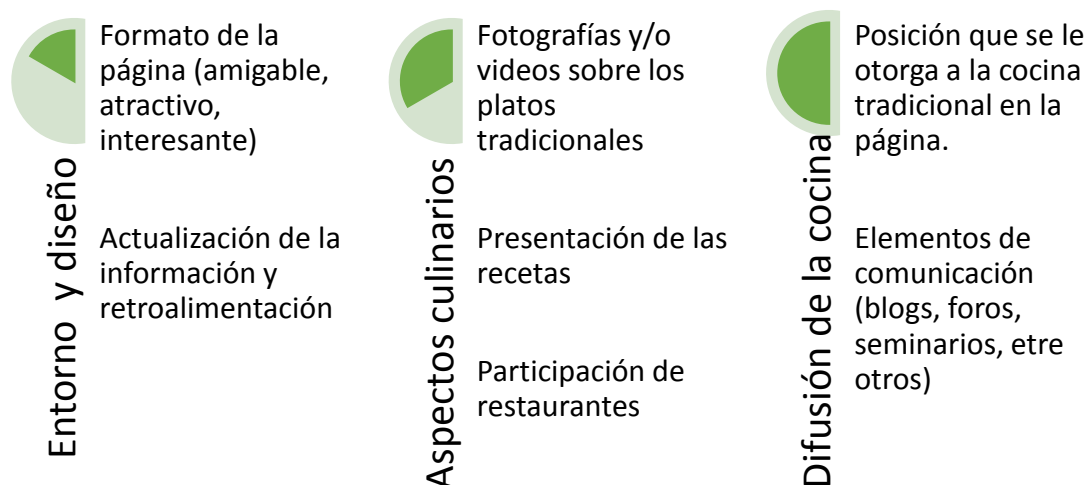 Entorno y diseño
Formato de la
página (amigable,
atractivo,
interesante)
Actualización de la
información y
retroalimentación
Aspectos culinarios
Fotografías y/o
videos sobre los
platos
tradicionales
Presentación de las
recetas
Participación de
restaurantes
Difusión de la cocina
Posición que se le
otorga a la cocina
tradicional en la
página.
Elementos de
comunicación
(blogs, foros,
seminarios, etre
otros)